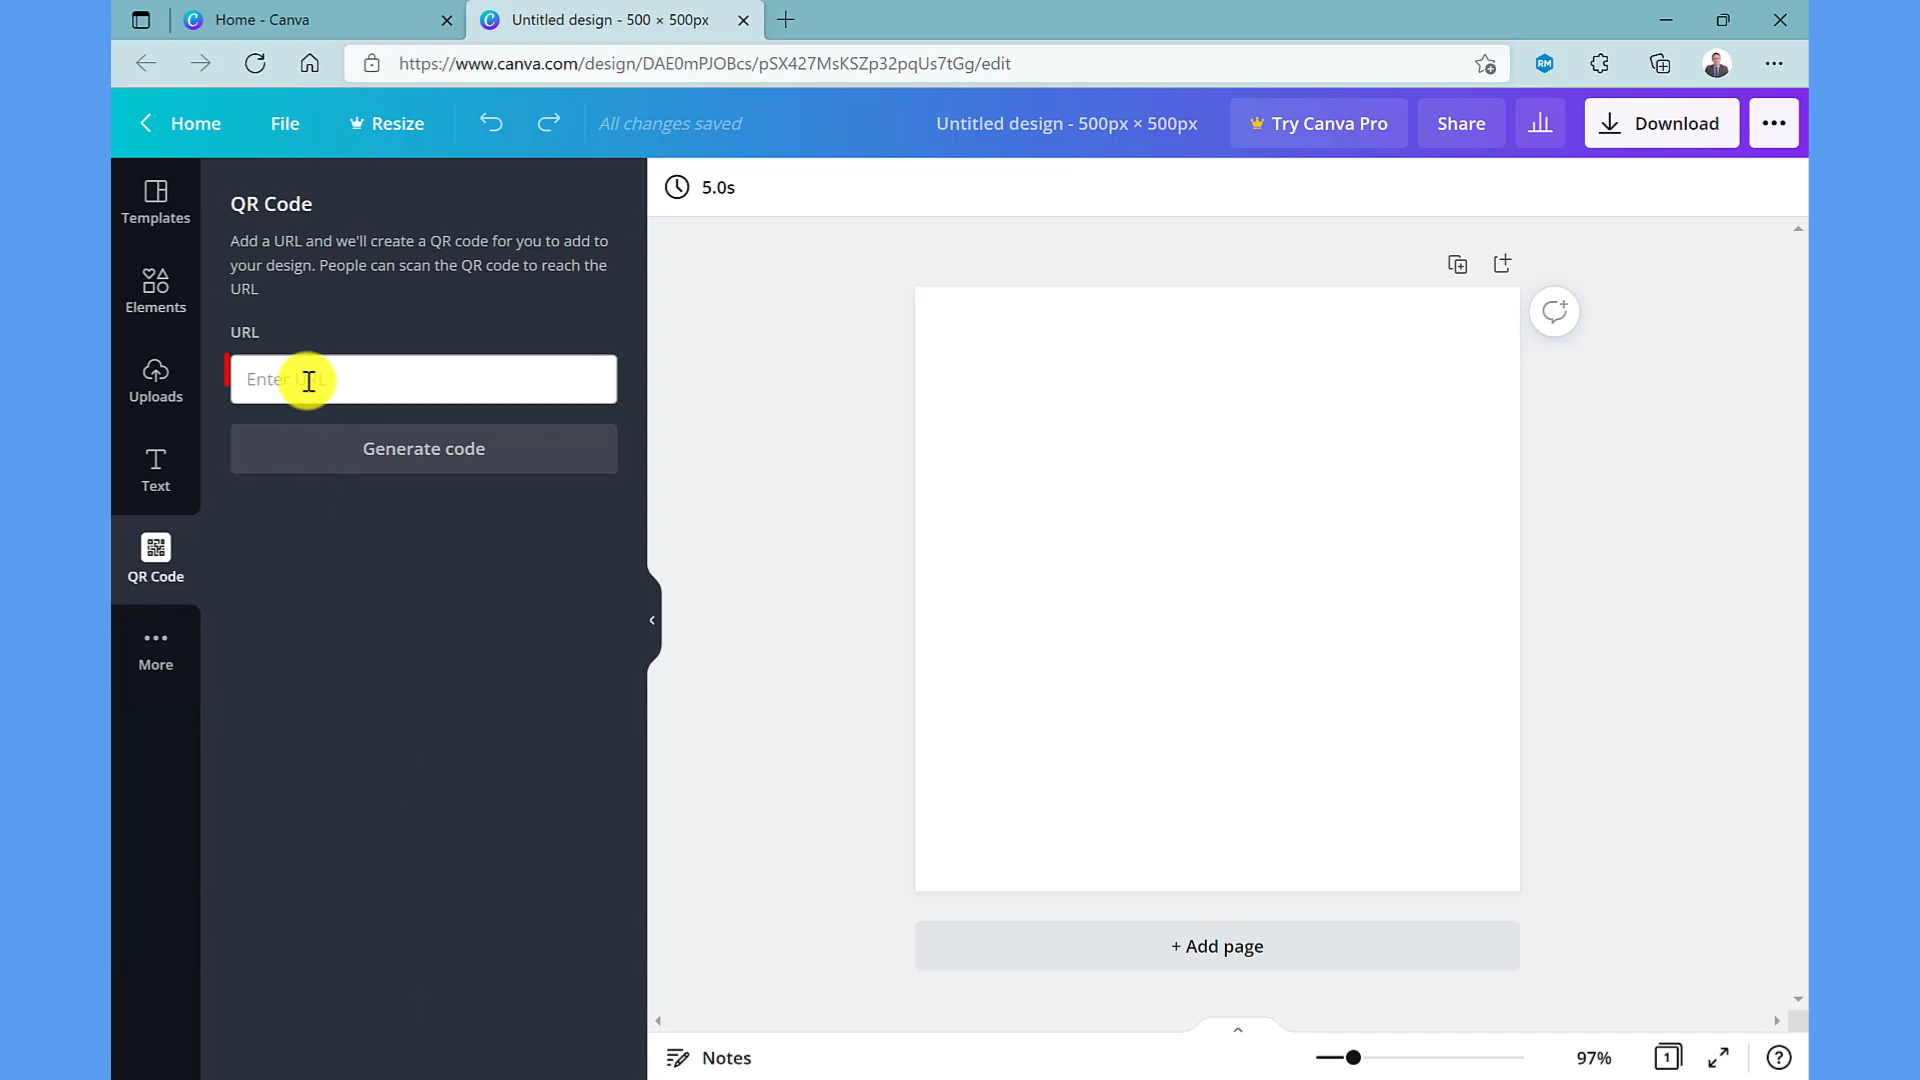 Home - Canva
Untitled design - 500 × 500px
https://www.canva.com/design/DAE0mPJOBcs/pSX427MsKSZp32pqUs7tGg/edit
RM
Home
File
Resize
All changes saved
Untitled design - 500px × 500px
Try Canva Pro
Share
Download
Templates
Elements
Uploads
Text
QR Code
More
QR Code
Add a URL and we'll create a QR code for you to add to
your design. People can scan the QR code to reach the
URL
URL
Enter URL
Generate code
5.0s
+ Add page
Notes
97%
1